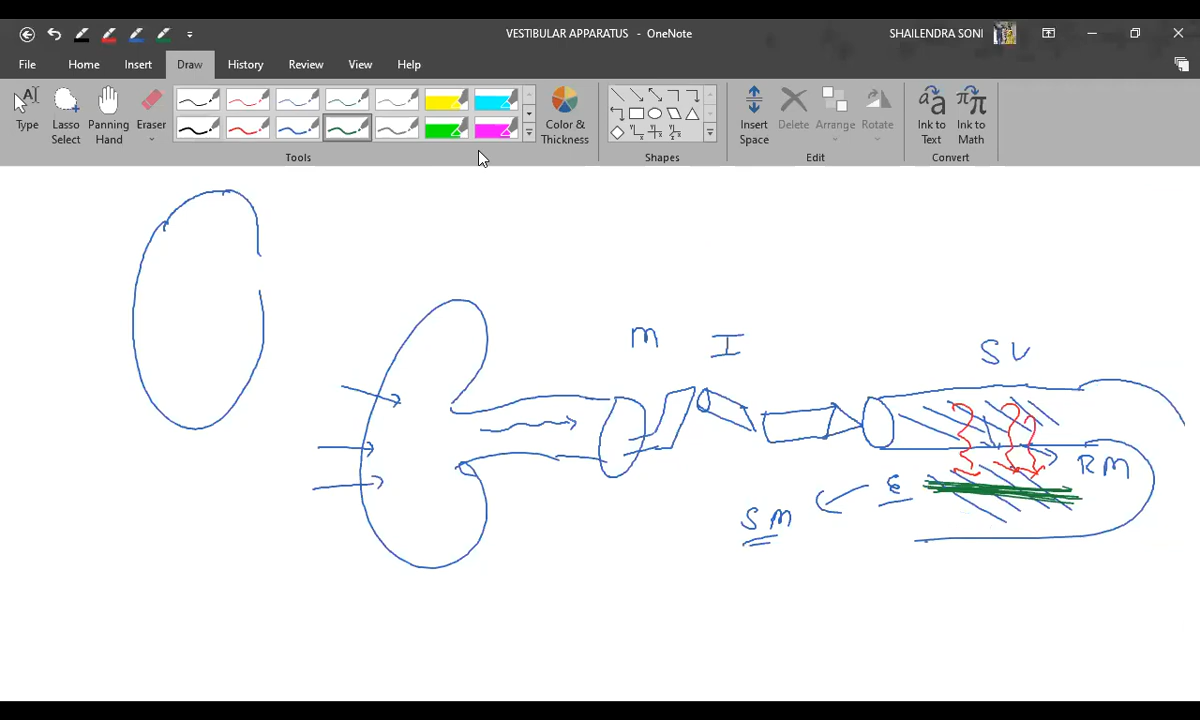 VESTIBULAR APPARATUS - OneNote
SHAILENDRA SONI
File Home Insert Draw History Review View Help
Type
Lasso Select
Panning Hand
Eraser
Color & Thickness
Insert Space
Delete
Arrange
Rotate
Ink to Text
Ink to Math
Tools
Shapes
Edit
Convert
M
I
SV
RM
E
SM